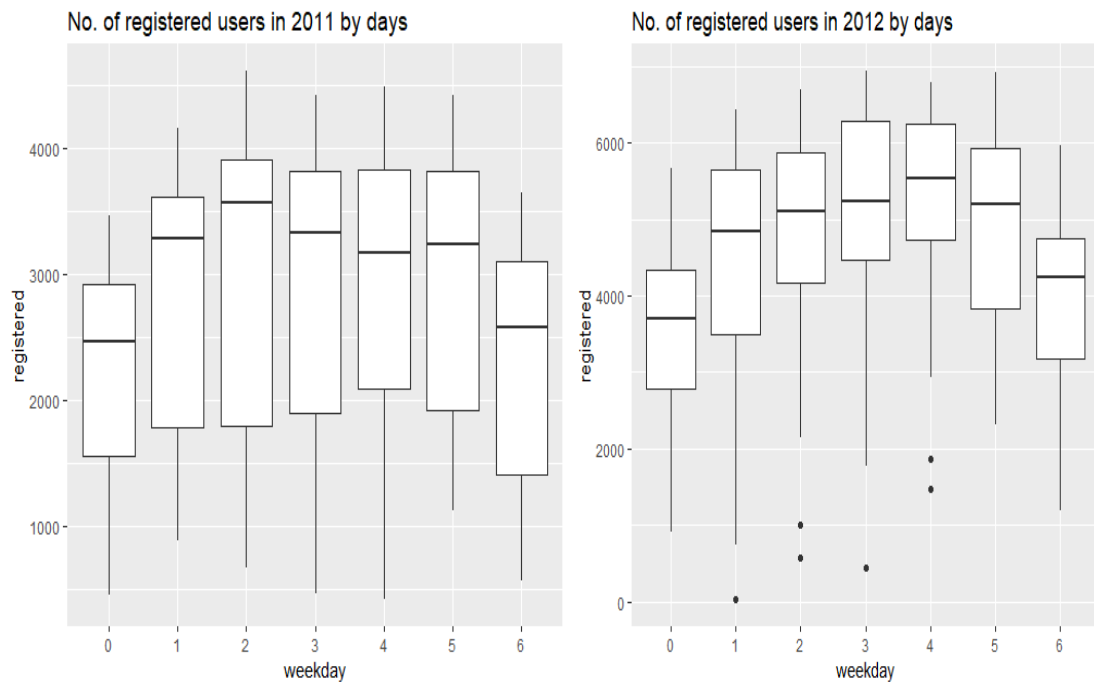 No. of registered users in 2011 by days
registered
4000
3000
2000
1000
0 1 2 3 4 5 6
weekday
No. of registered users in 2012 by days
registered
6000
4000
2000
0
0 1 2 3 4 5 6
weekday